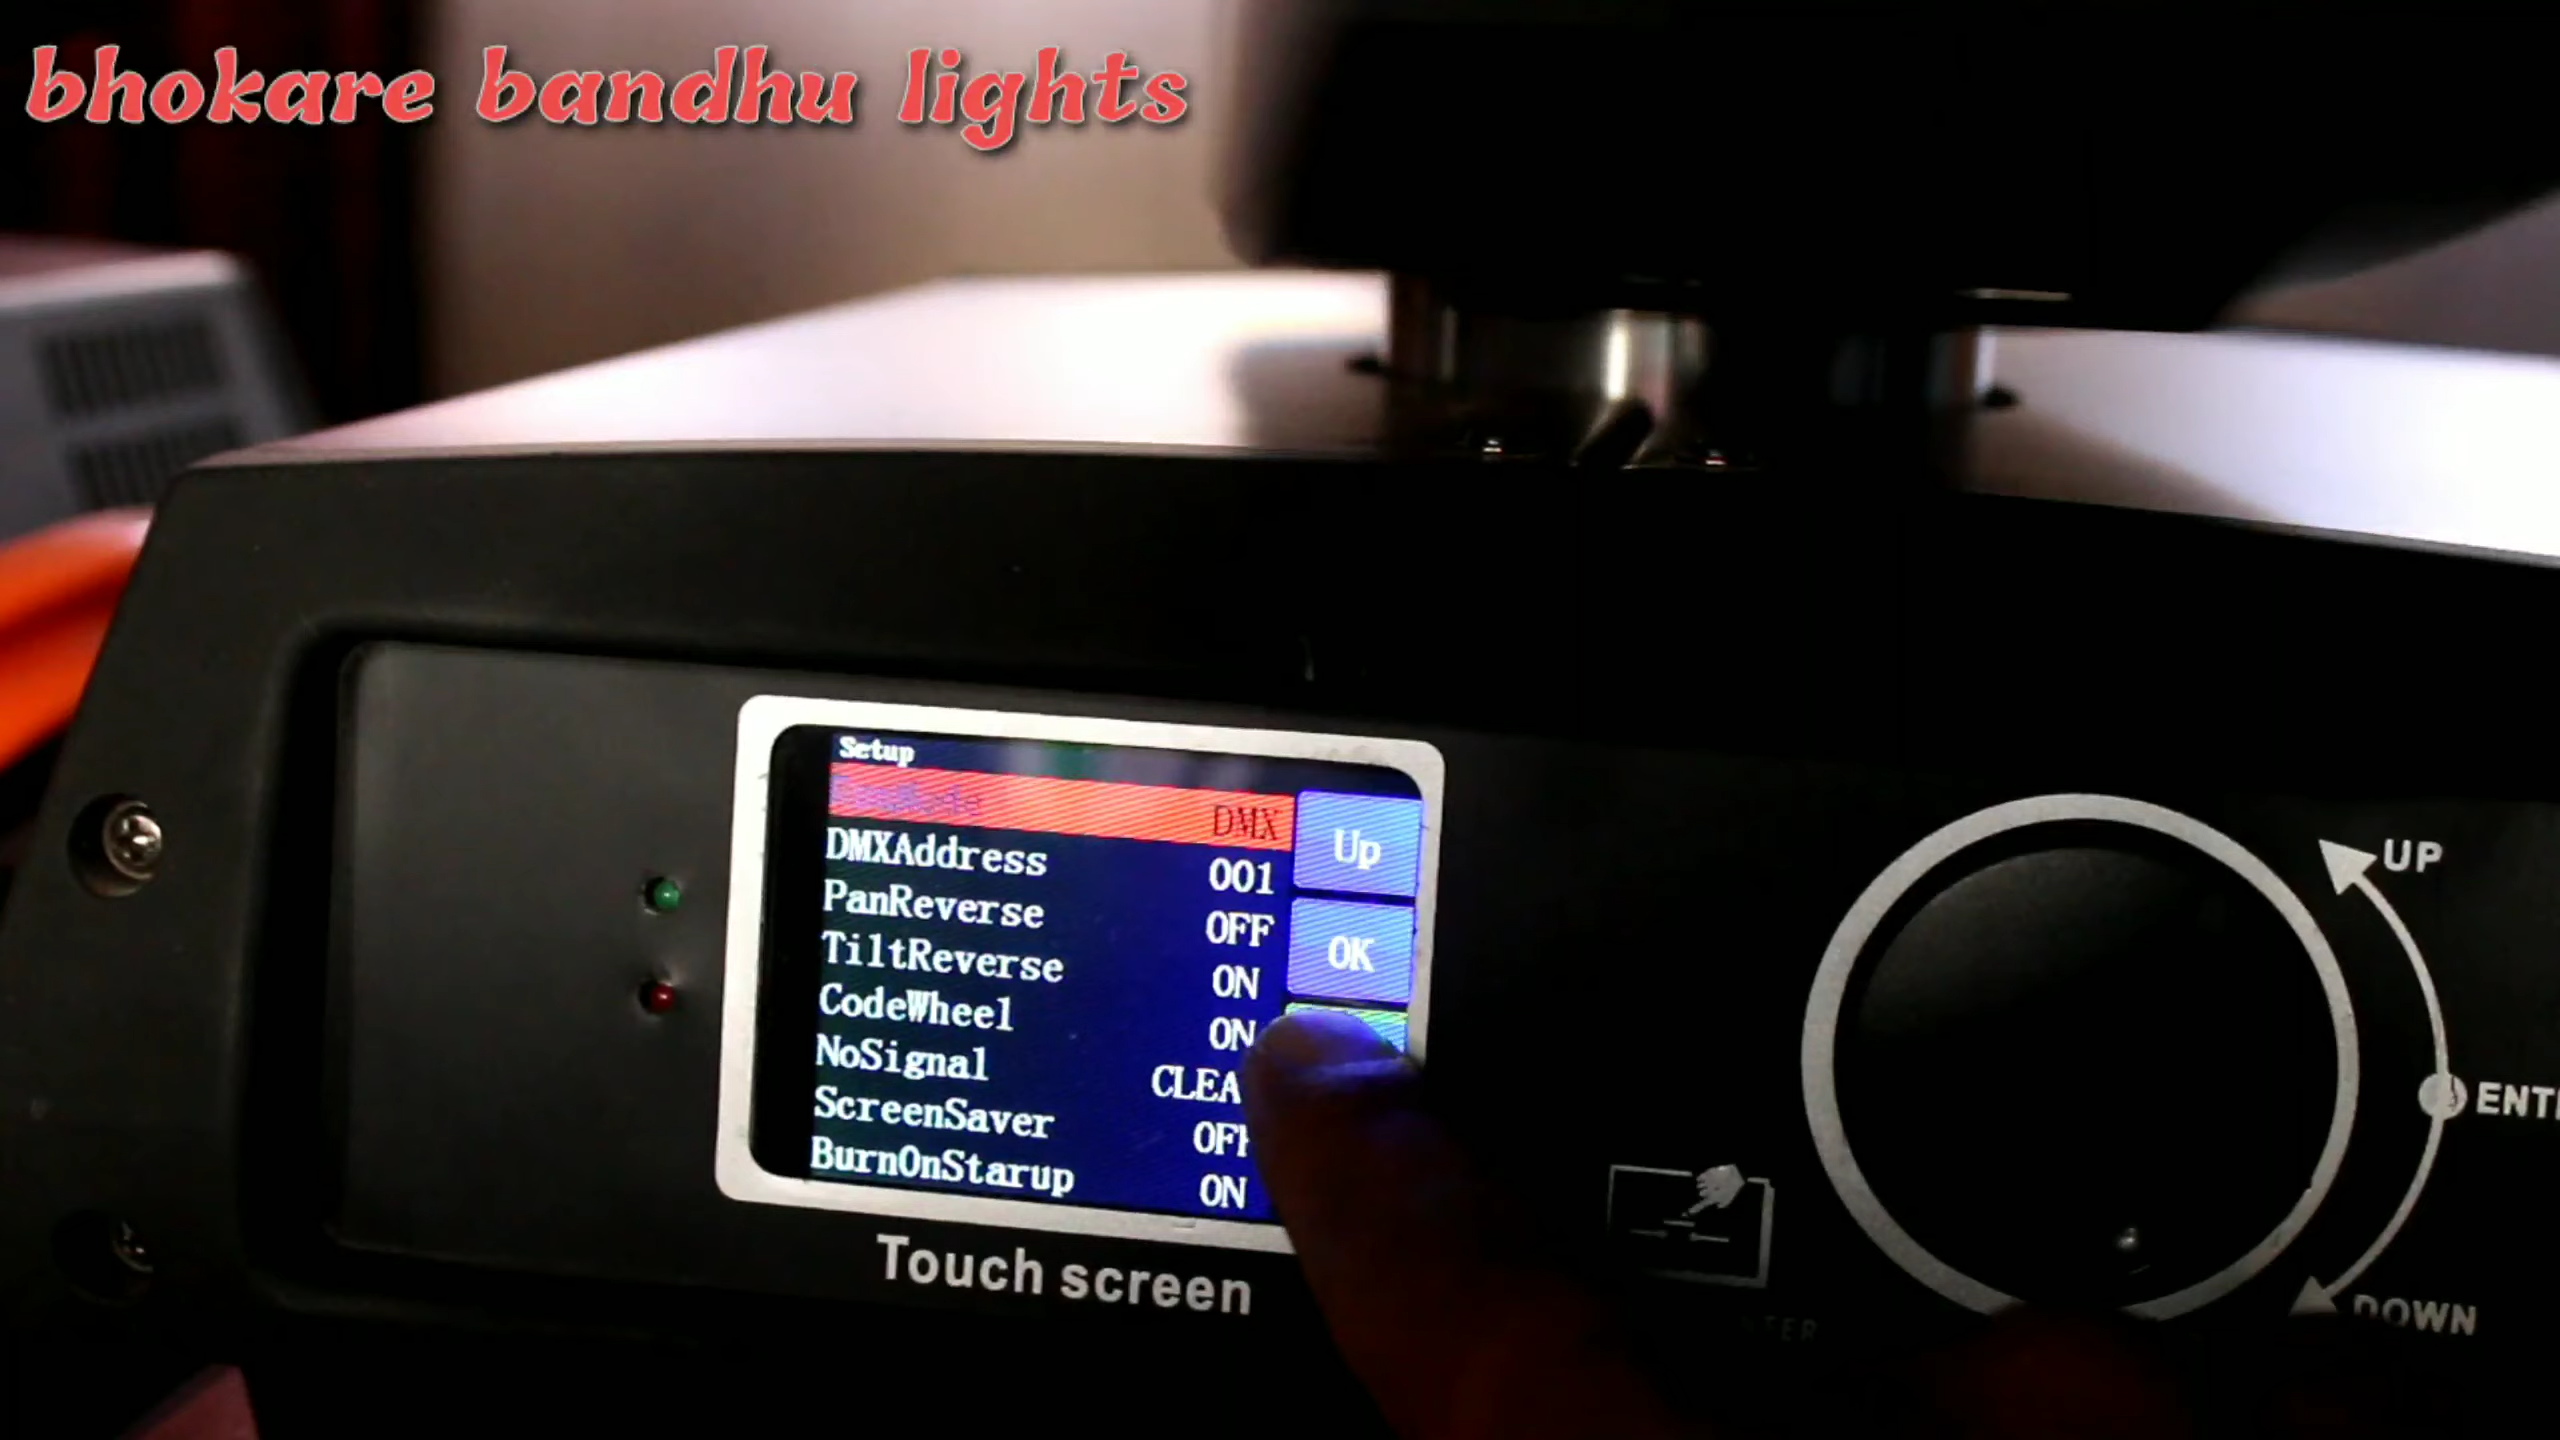 bhokare bandhu lights
Setup
DMX
DMXAddress 001
PanReverse OFF
TiltReverse ON
CodeWheel ON
NoSignal
ScreenSaver
BurnOnStarup ON
Up
OK
Touch screen
UP
DOWN